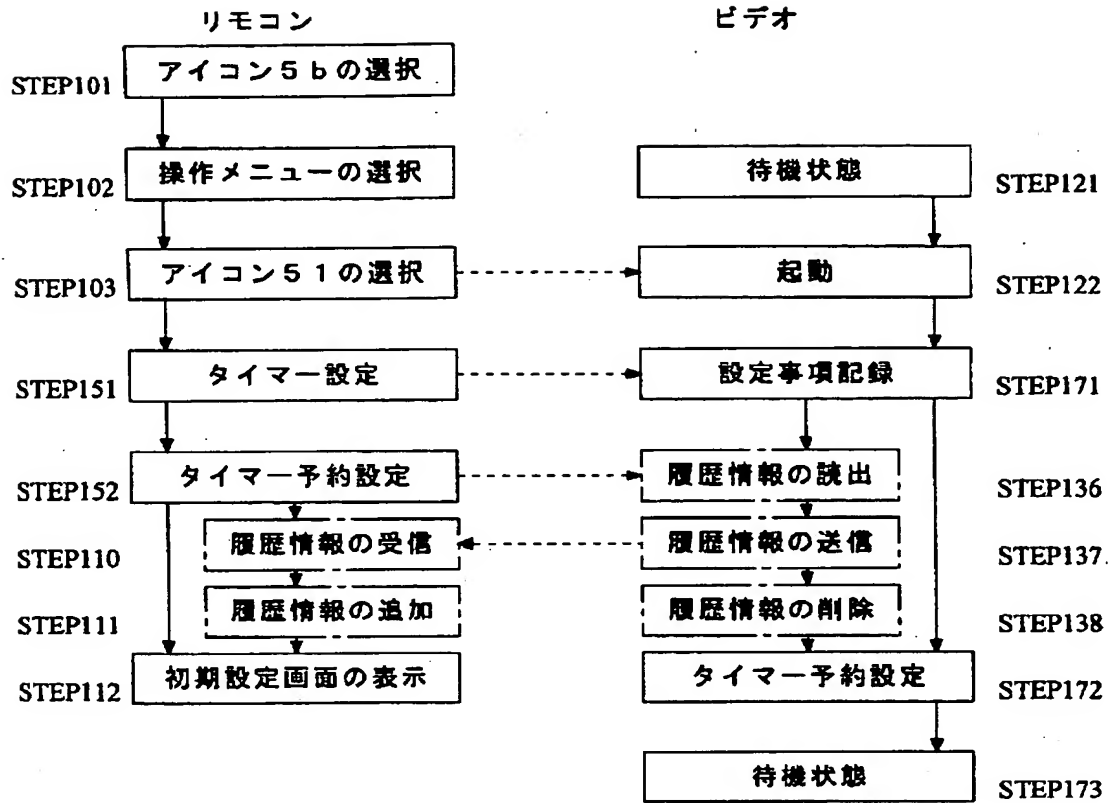 リモコン
ビデオ
STEP101
アイコン5bの選択
STEP102
操作メニューの選択
待機状態
STEP121
STEP103
アイコン51の選択
起動
STEP122
STEP151
タイマー設定
設定事項記録
STEP171
STEP152
タイマー予約設定
履歴情報の読出
STEP136
STEP110
履歴情報の受信
履歴情報の送信
STEP137
STEP111
履歴情報の追加
履歴情報の削除
STEP138
STEP112
初期設定画面の表示
タイマー予約設定
STEP172
待機状態
STEP173